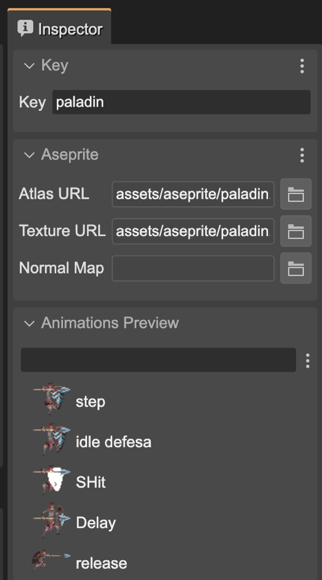 Inspector
Key
Key paladin
Aseprite
Atlas URL assets/aseprite/paladin
Texture URL assets/aseprite/paladin
Normal Map
Animations Preview
step
idle defesa
SHit
Delay
release